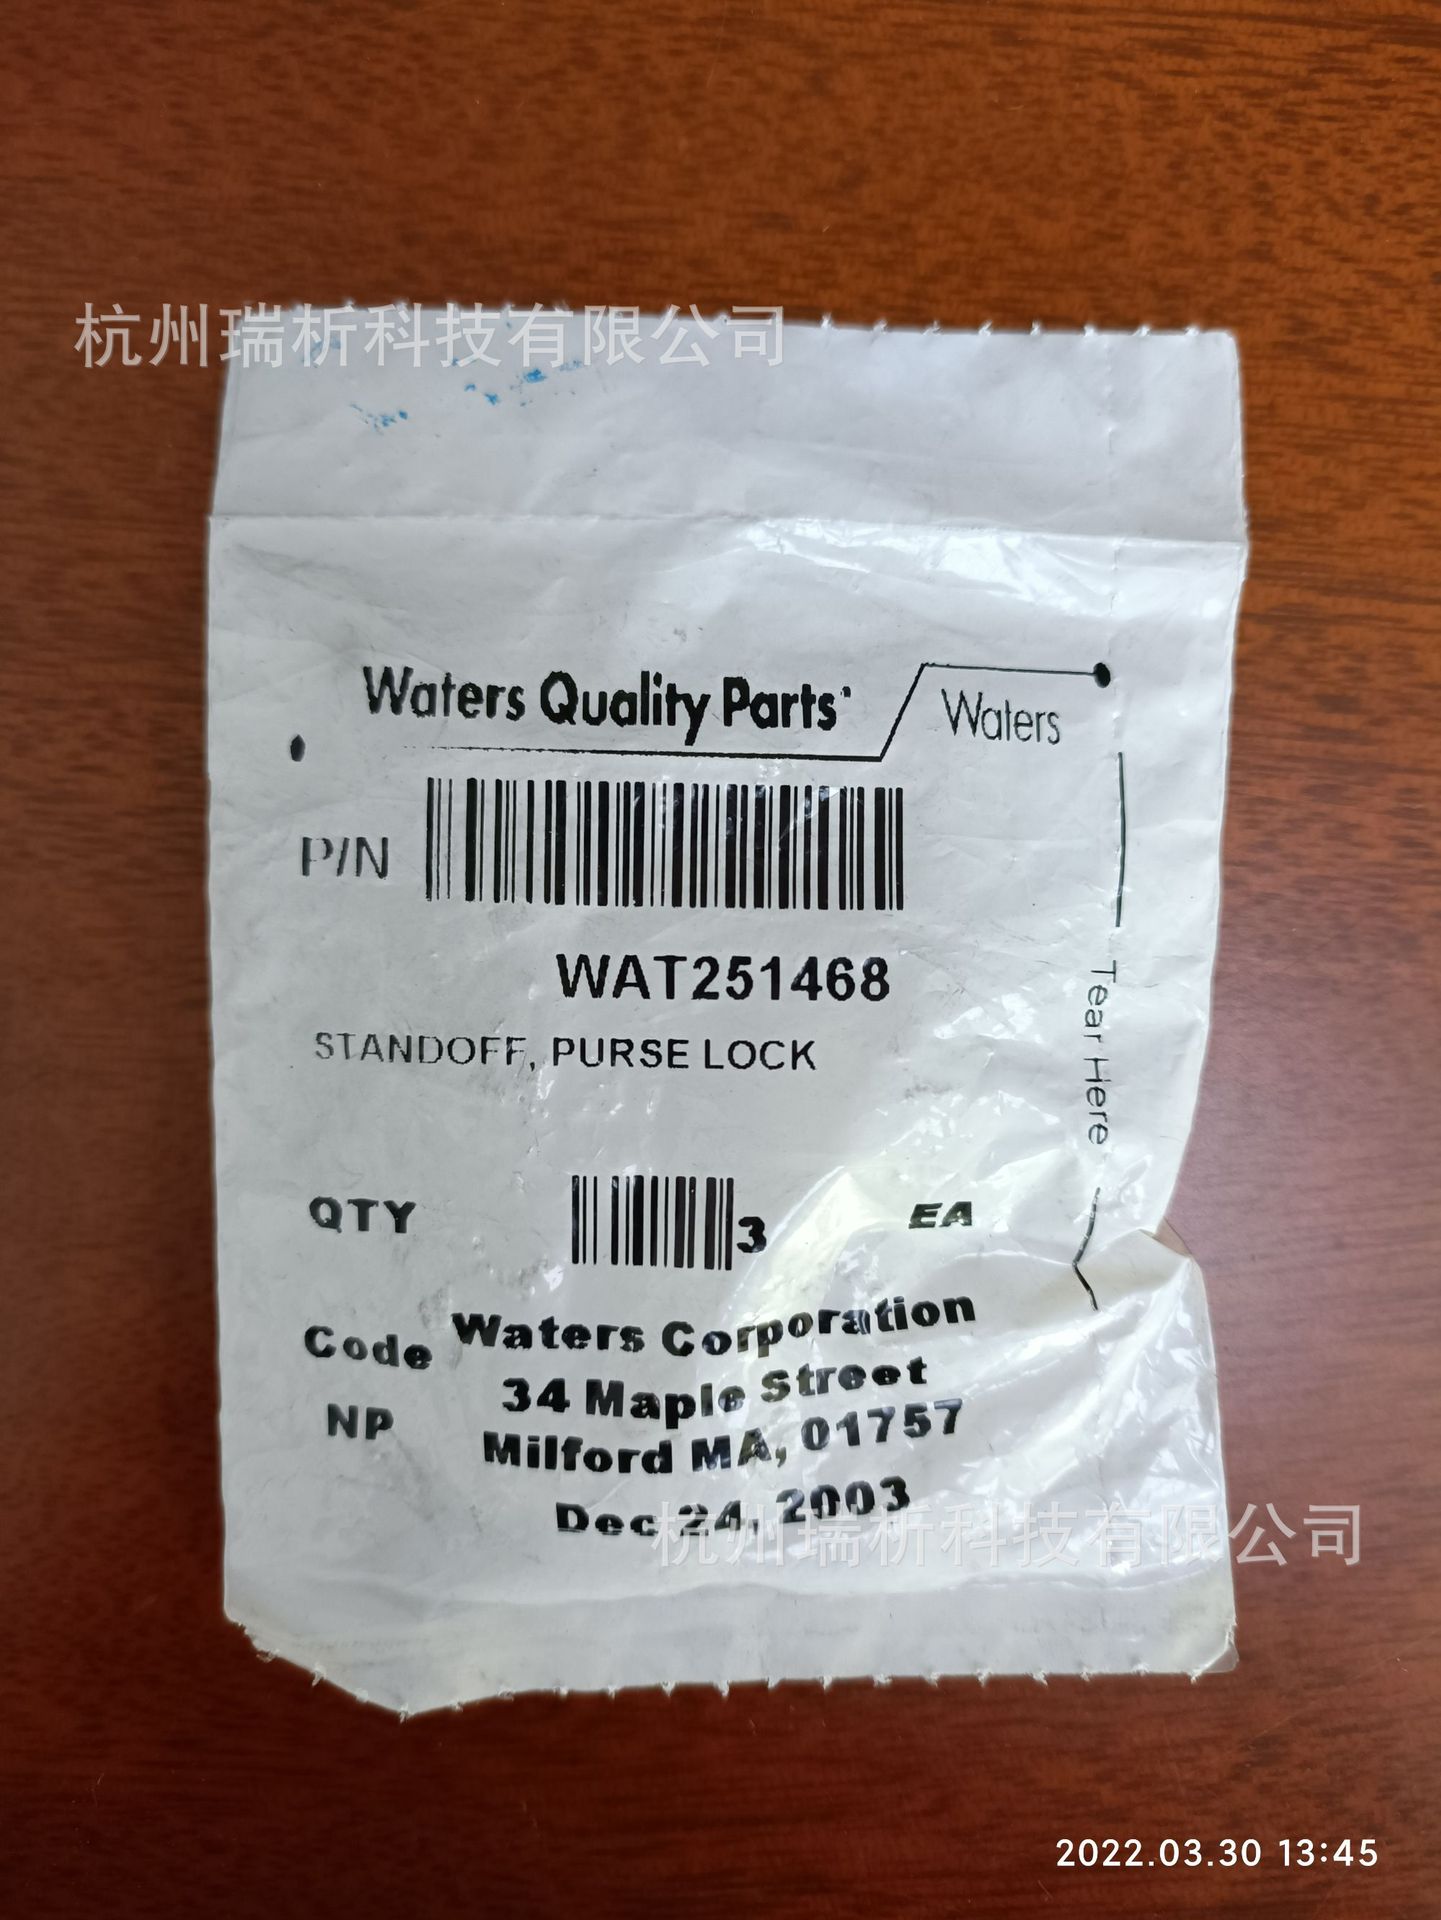 杭州瑞析科技有限公司
Waters Quality Parts
Waters
P/N
WAT251468
STANDOFF, PURSE LOCK
Tear Here
QTY
3
EA
Code
NP
Waters Corporation
34 Maple Street
Milford MA, 01757
Dec 24, 2003
杭州瑞析科技有限公司
2022.03.30 13:45